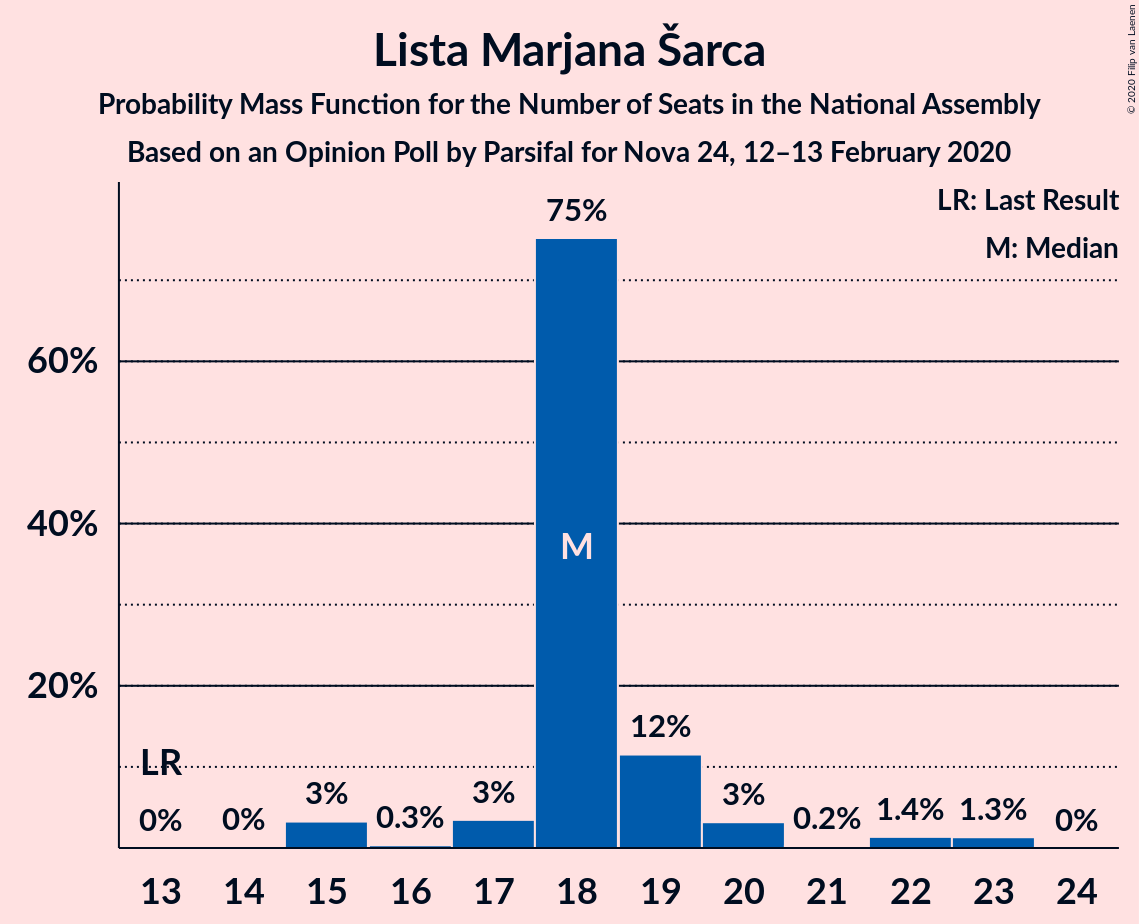 Lista Marjana Šarca
Probability Mass Function for the Number of Seats in the National Assembly
Based on an Opinion Poll by Parsifal for Nova 24, 12–13 February 2020
© 2020 Filip van Laenen
LR: Last Result
M: Median
75%
60%
40%
M
20%
12%
LR
0% 0% 3% 0.3% 3% 3% 0.2% 1.4% 1.3% 0%
13 14 15 16 17 18 19 20 21 22 23 24